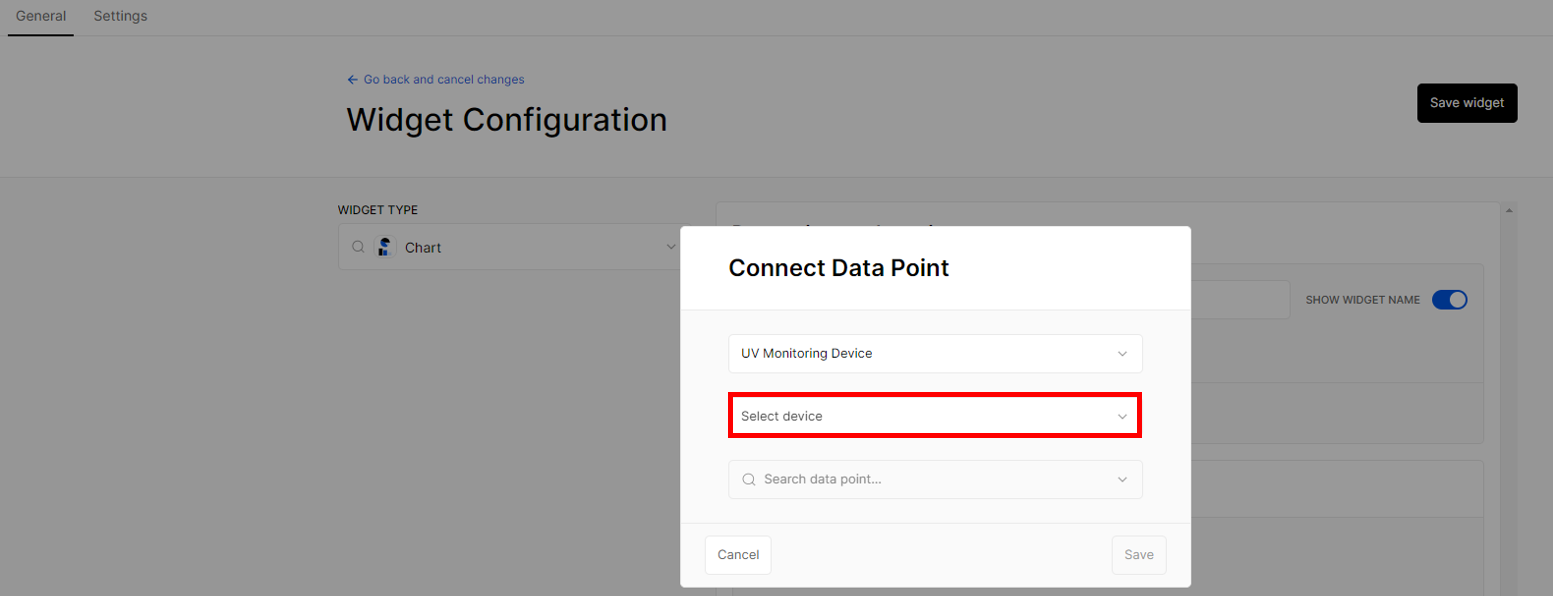 General Settings
Go back and cancel changes
Widget Configuration
Save widget
WIDGET TYPE
Chart
SHOW WIDGET NAME
Connect Data Point
UV Monitoring Device
Select device
Search data point...
Cancel Save